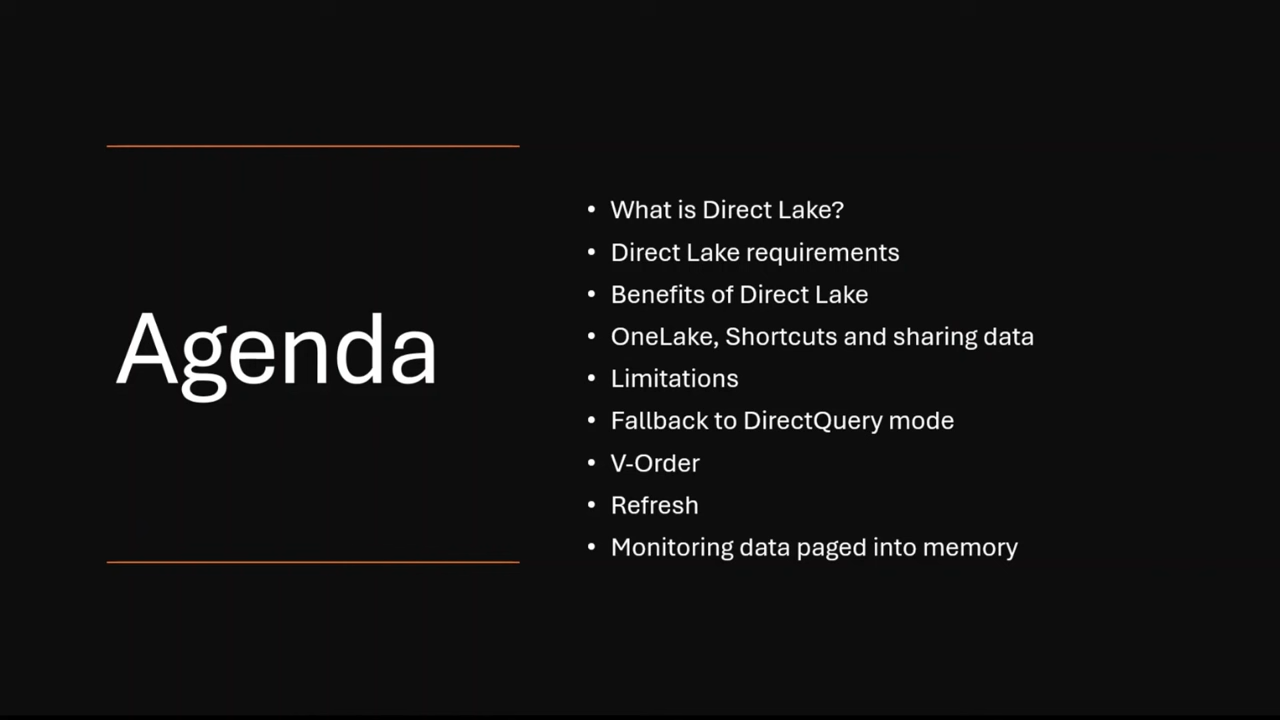 Agenda
• What is Direct Lake?
• Direct Lake requirements
• Benefits of Direct Lake
• OneLake, Shortcuts and sharing data
• Limitations
• Fallback to DirectQuery mode
• V-Order
• Refresh
• Monitoring data paged into memory